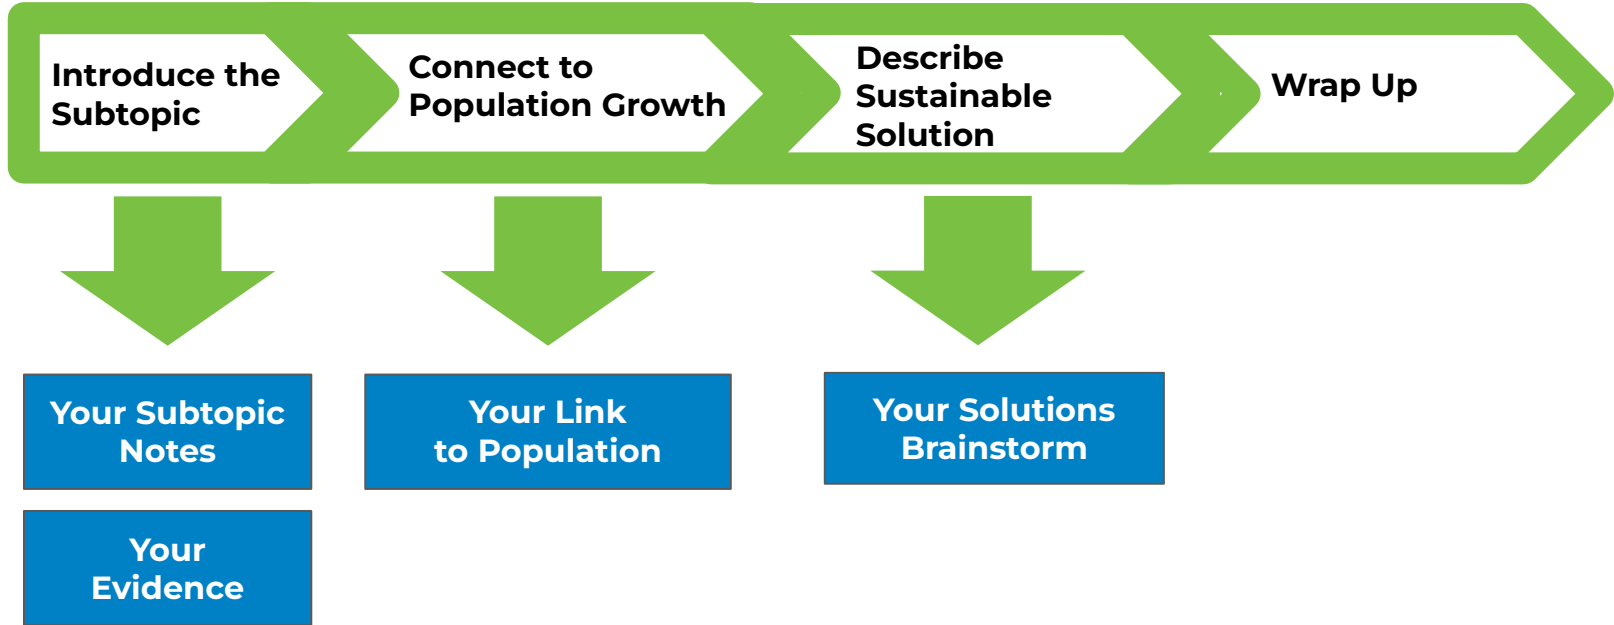 Introduce the
Subtopic
Connect to
Population Growth
Describe
Sustainable
Solution
Wrap Up
Your Subtopic
Notes
Your Link
to Population
Your Solutions
Brainstorm
Your
Evidence